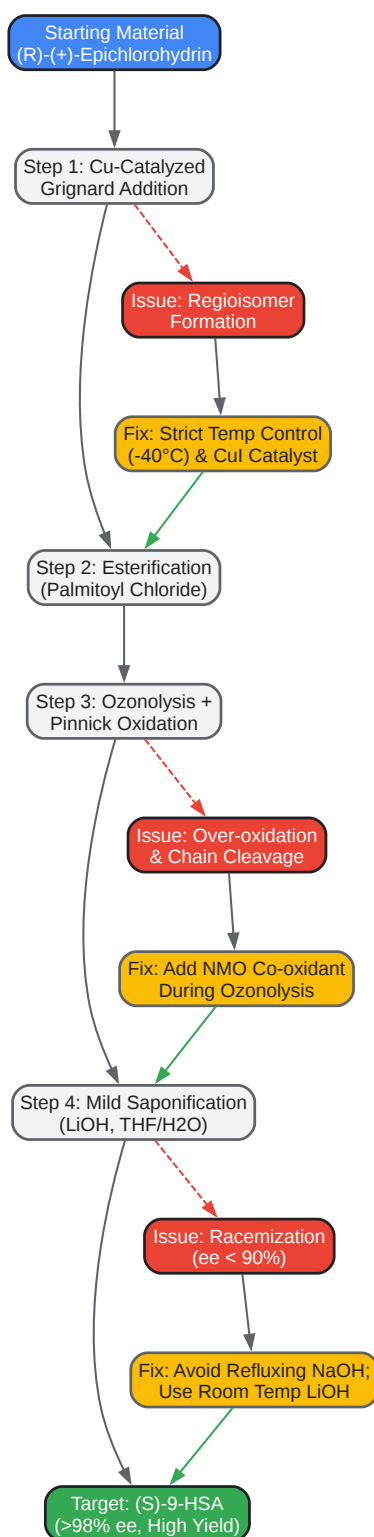 Starting Material
(R)-(+)-Epichlorohydrin
Step 1: Cu-Catalyzed
Grignard Addition
Issue: Regioisomer
Formation
Fix: Strict Temp Control
(-40°C) & CuI Catalyst
Step 2: Esterification
(Palmitoyl Chloride)
Step 3: Ozonolysis +
Pinnick Oxidation
Issue: Over-oxidation
& Chain Cleavage
Fix: Add NMO Co-oxidant
During Ozonolysis
Step 4: Mild Saponification
(LiOH, THF/H2O)
Issue: Racemization
(ee < 90%)
Fix: Avoid Refluxing NaOH;
Use Room Temp LiOH
Target: (S)-9-HSA
(>98% ee, High Yield)